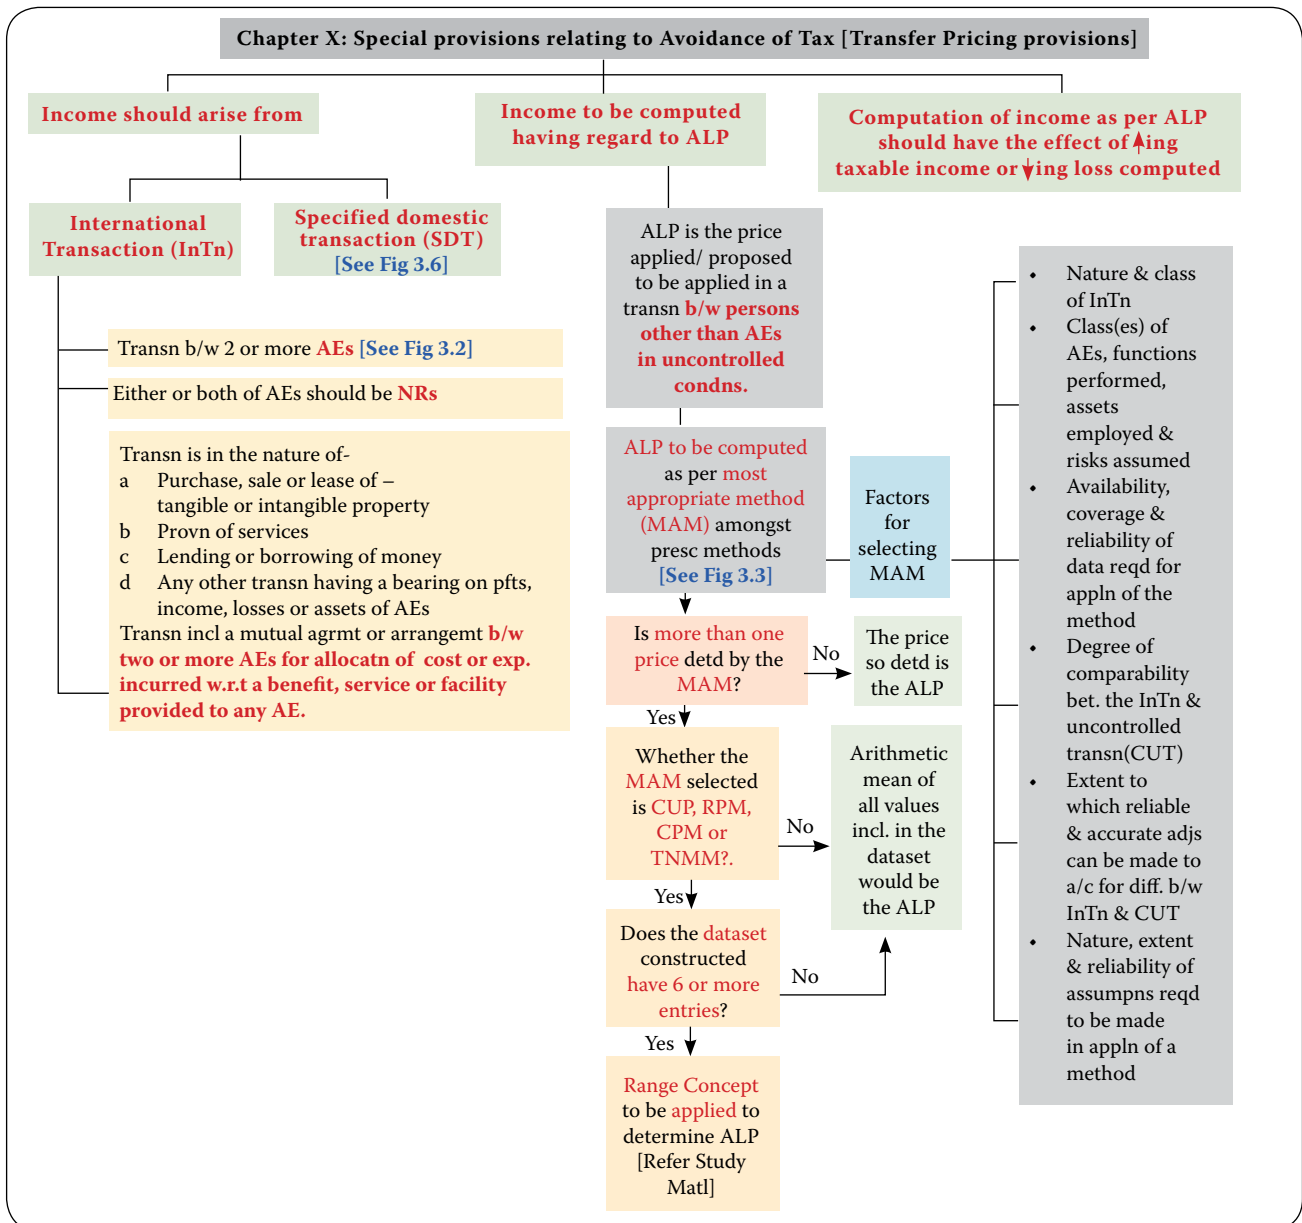 Chapter X: Special provisions relating to Avoidance of Tax [Transfer Pricing provisions]
Income should arise from
Income to be computed
having regard to ALP
Computation of income as per ALP
should have the effect of ↑ing
taxable income or ↓ing loss computed
International
Transaction (InTn)
Specified domestic
transaction (SDT)
[See Fig 3.6]
Transn b/w 2 or more AEs [See Fig 3.2]
Either or both of AEs should be NRs
Transn is in the nature of-
a Purchase, sale or lease of –
tangible or intangible property
b Provn of services
c Lending or borrowing of money
d Any other transn having a bearing on pfts,
income, losses or assets of AEs
Transn incl a mutual agrmt or arrangemt b/w
two or more AEs for allocatn of cost or exp.
incurred w.r.t a benefit, service or facility
provided to any AE.
ALP is the price
applied/ proposed
to be applied in a
transn b/w persons
other than AEs
in uncontrolled
condns.
ALP to be computed
as per most
appropriate method
(MAM) amongst
presc methods
[See Fig 3.3]
Factors
for
selecting
MAM
• Nature & class
of InTn
• Class(es) of
AEs, functions
performed,
assets
employed &
risks assumed
• Availability,
coverage &
reliability of
data reqd for
appln of the
method
• Degree of
comparability
bet. the InTn &
uncontrolled
transn(CUT)
• Extent to
which reliable
& accurate adjs
can be made to
a/c for diff. b/w
InTn & CUT
• Nature, extent
& reliability of
assumpns reqd
to be made
in appln of a
method
Is more than one
price detd by the
MAM?
No
The price
so detd is
the ALP
Yes
Whether the
MAM selected
is CUP, RPM,
CPM or
TNMM?.
No
Arithmetic
mean of
all values
incl. in the
dataset
would be
the ALP
Yes
Does the dataset
constructed
have 6 or more
entries?
No
Yes
Range Concept
to be applied to
determine ALP
[Refer Study
Matl]